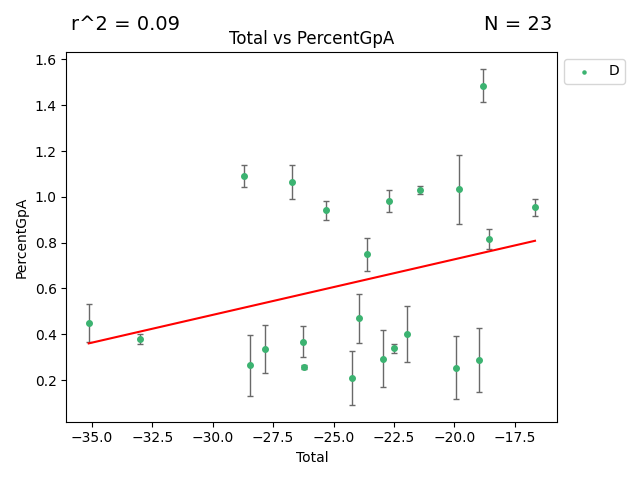 r^2 = 0.09
N = 23
Total vs PercentGpA
D
PercentGpA
1.6
1.4
1.2
1.0
0.8
0.6
0.4
0.2
−35.0 −32.5 −30.0 −27.5 −25.0 −22.5 −20.0 −17.5
Total